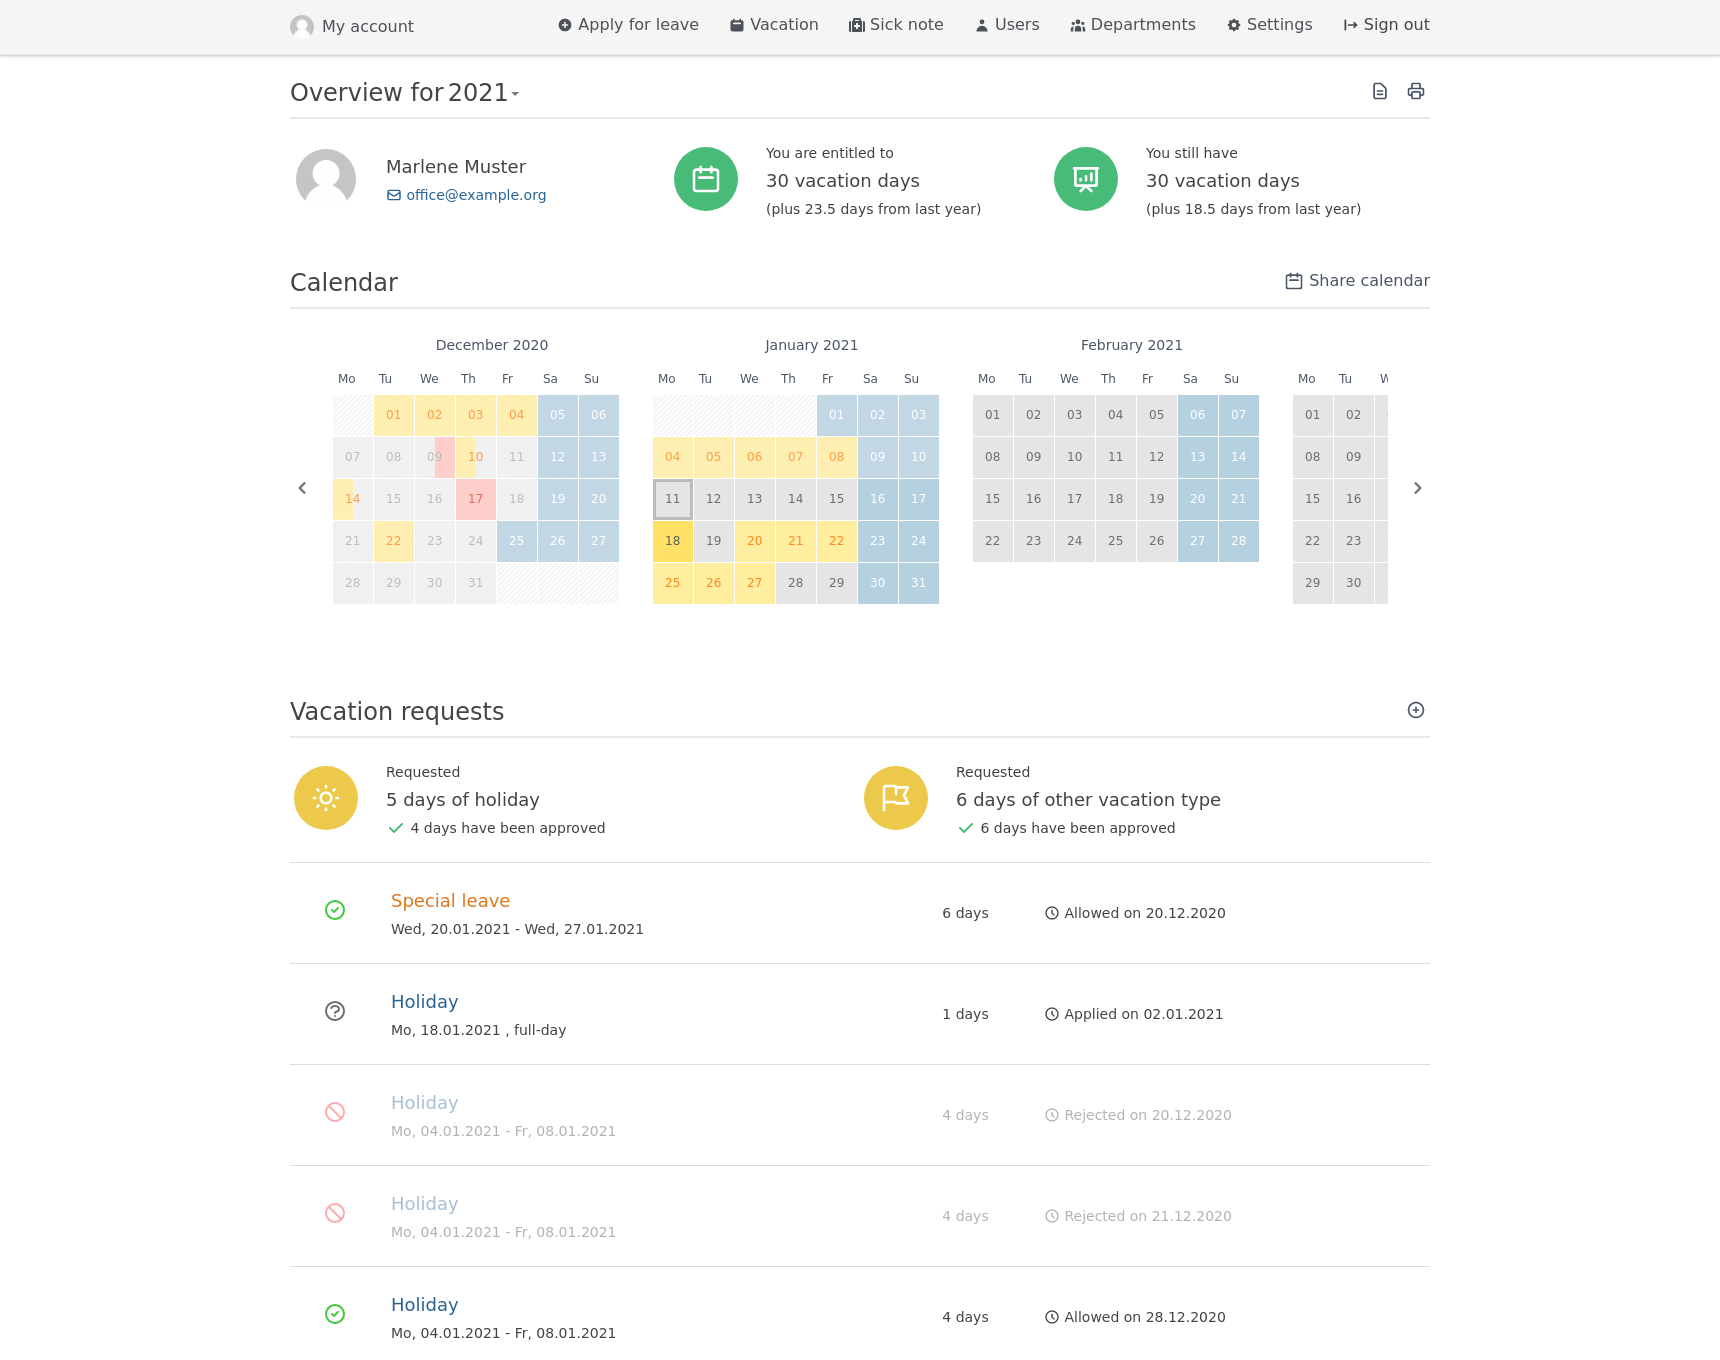 My account
Apply for leave Vacation Sick note Users Departments Settings Sign out
Overview for 2021
Marlene Muster
office@example.org
You are entitled to
30 vacation days
(plus 23.5 days from last year)
You still have
30 vacation days
(plus 18.5 days from last year)
Calendar
Share calendar
December 2020
Mo Tu We Th Fr Sa Su
01 02 03 04 05 06
07 08 09 10 11 12 13
14 15 16 17 18 19 20
21 22 23 24 25 26 27
28 29 30 31
January 2021
Mo Tu We Th Fr Sa Su
01 02 03
04 05 06 07 08 09 10
11 12 13 14 15 16 17
18 19 20 21 22 23 24
25 26 27 28 29 30 31
February 2021
Mo Tu We Th Fr Sa Su
01 02 03 04 05 06 07
08 09 10 11 12 13 14
15 16 17 18 19 20 21
22 23 24 25 26 27 28
Mo Tu
01 02
08 09
15 16
22 23
29 30
Vacation requests
Requested
5 days of holiday
4 days have been approved
Requested
6 days of other vacation type
6 days have been approved
Special leave
Wed, 20.01.2021 - Wed, 27.01.2021
6 days
Allowed on 20.12.2020
Holiday
Mo, 18.01.2021 , full-day
1 days
Applied on 02.01.2021
Holiday
Mo, 04.01.2021 - Fr, 08.01.2021
4 days
Rejected on 20.12.2020
Holiday
Mo, 04.01.2021 - Fr, 08.01.2021
4 days
Rejected on 21.12.2020
Holiday
Mo, 04.01.2021 - Fr, 08.01.2021
4 days
Allowed on 28.12.2020